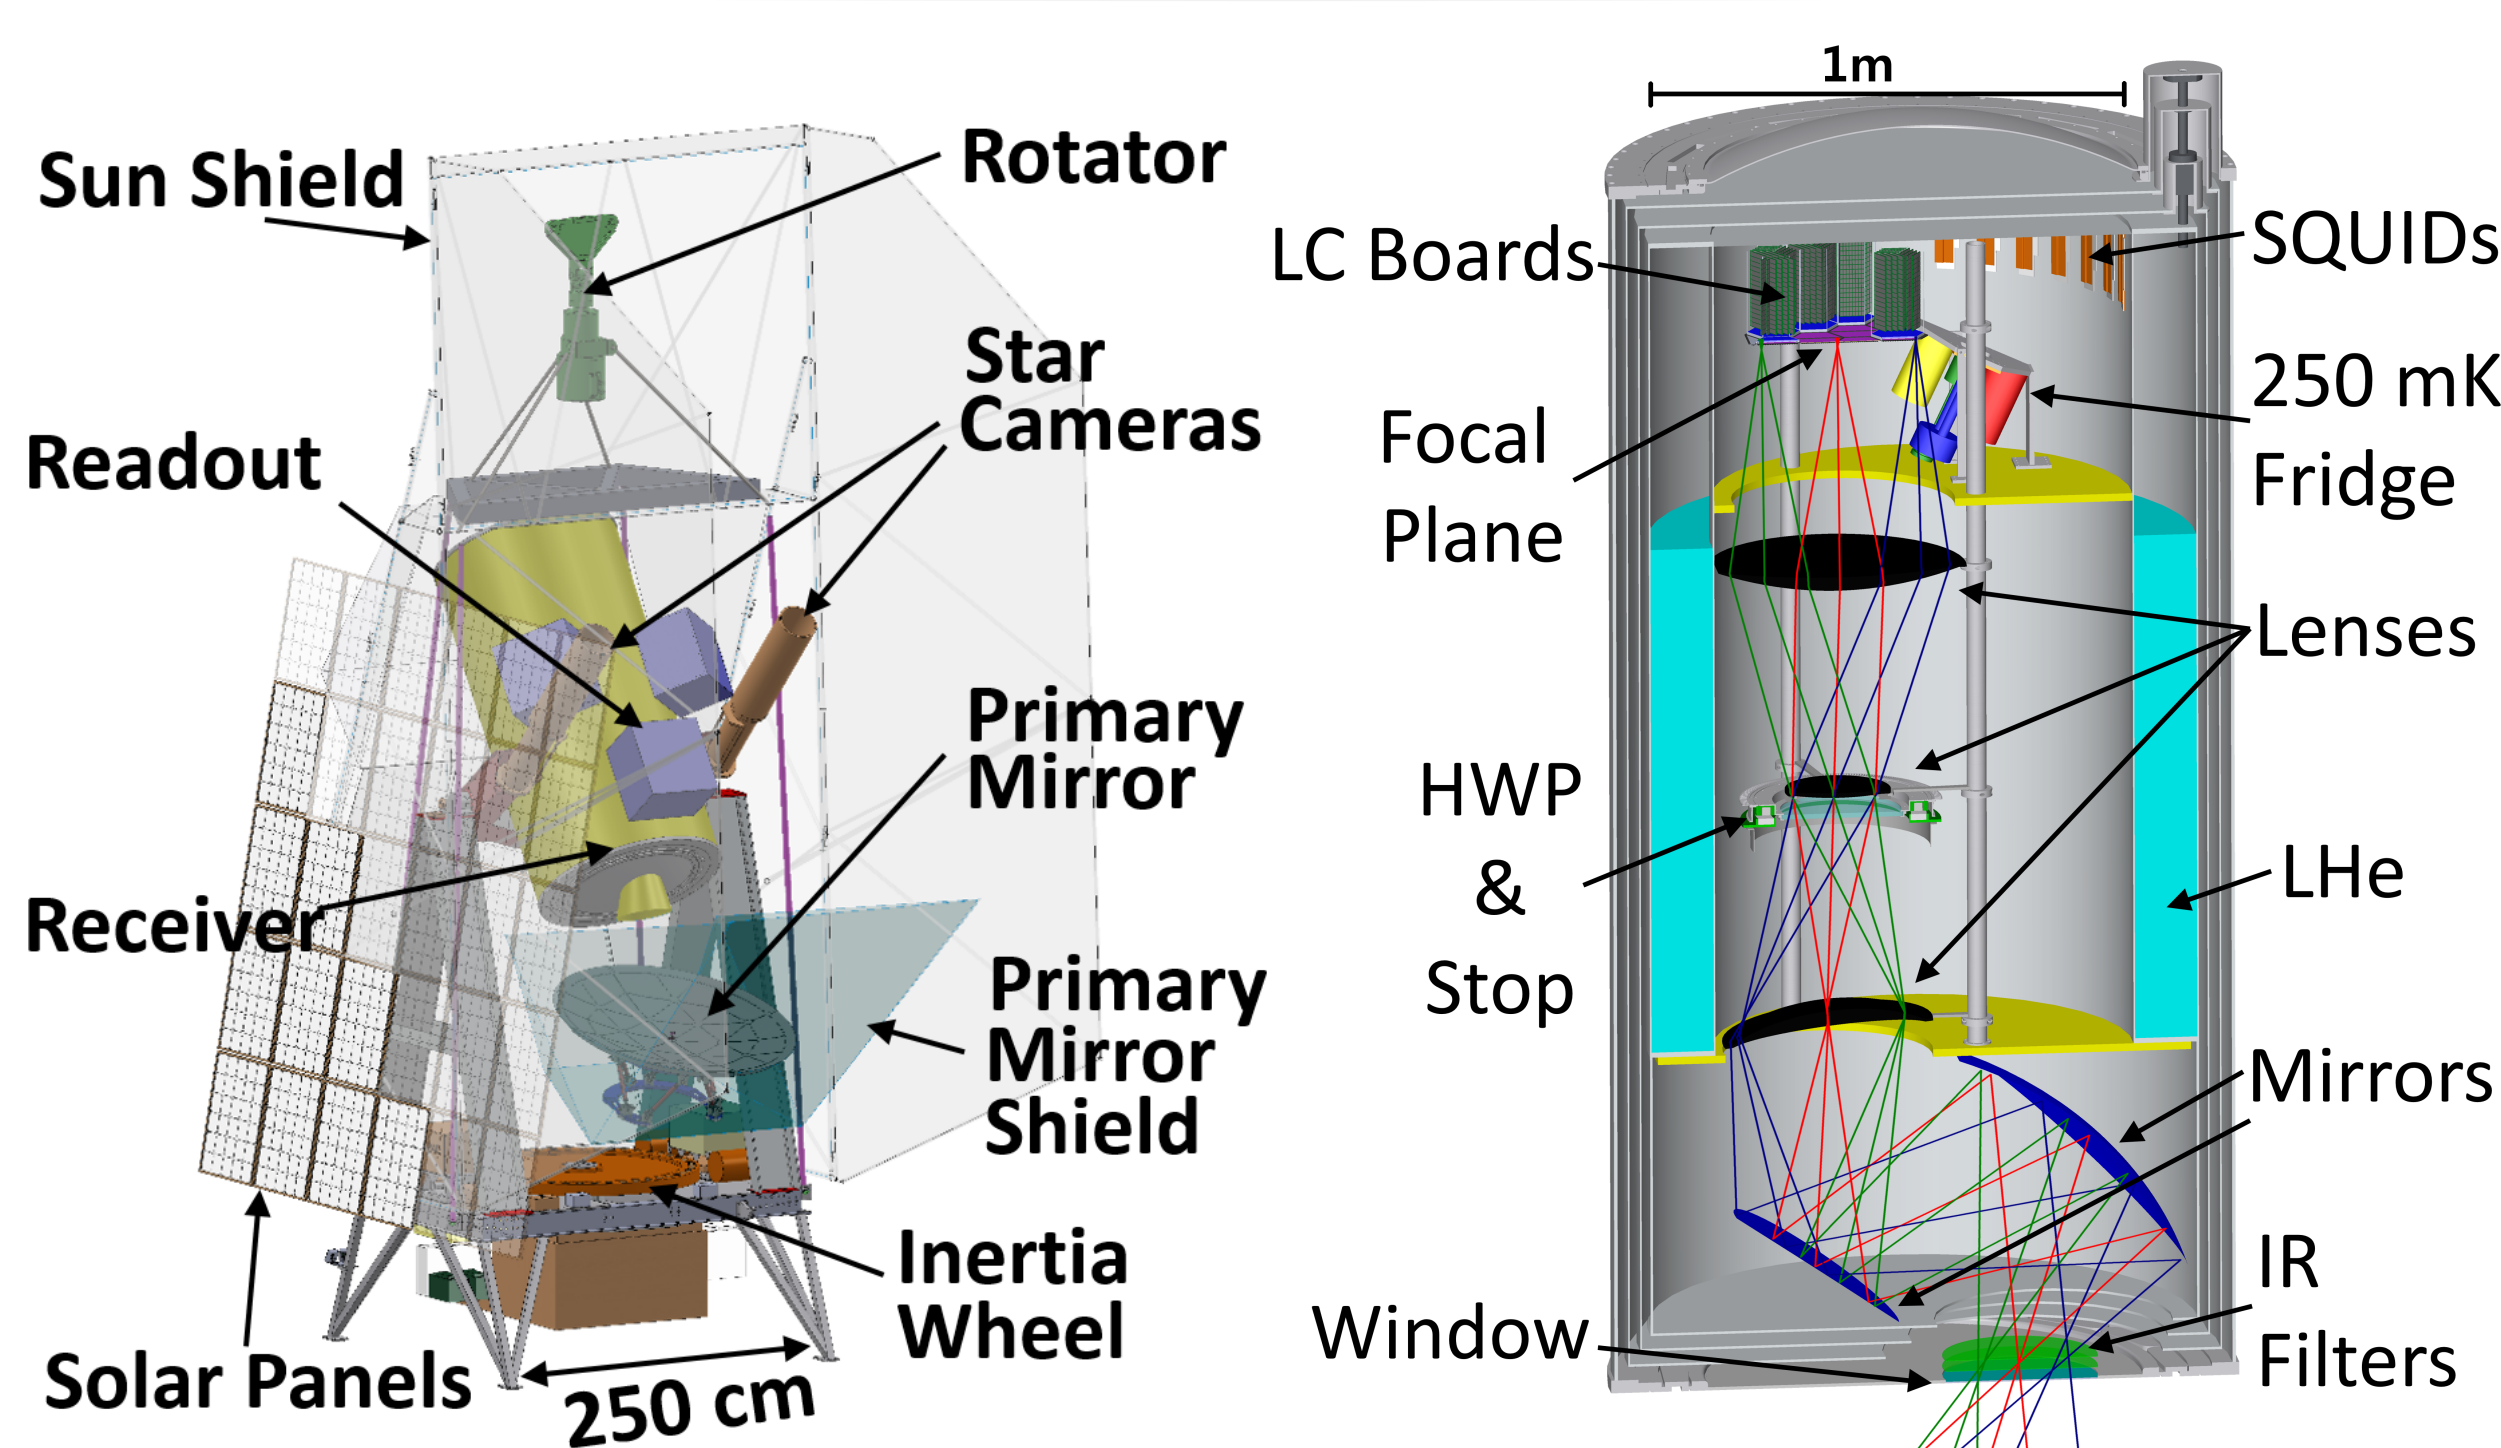 Sun Shield
Rotator
Star
Cameras
Readout
Primary
Mirror
Receiver
Primary
Mirror
Shield
Inertia
Wheel
Solar Panels
250 cm
1m
LC Boards
SQUIDs
Focal
Plane
250 mK
Fridge
Lenses
HWP
&
Stop
LHe
Mirrors
Window
IR
Filters